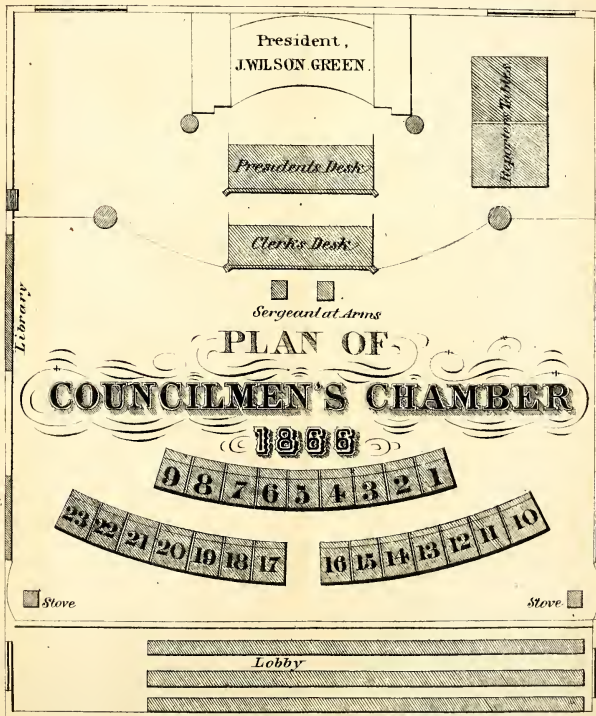 President,
J. WILSON GREEN.
Reporters Tables.
Presidents Desk
Clerk's Desk
Library
Sergeant at Arms
PLAN OF
COUNCILMEN'S CHAMBER
1866
9 8 7 6 5 4 3 2 1
23 22 21 20 19 18 17
16 15 14 13 12 11 10
Stove
Stove
Lobby